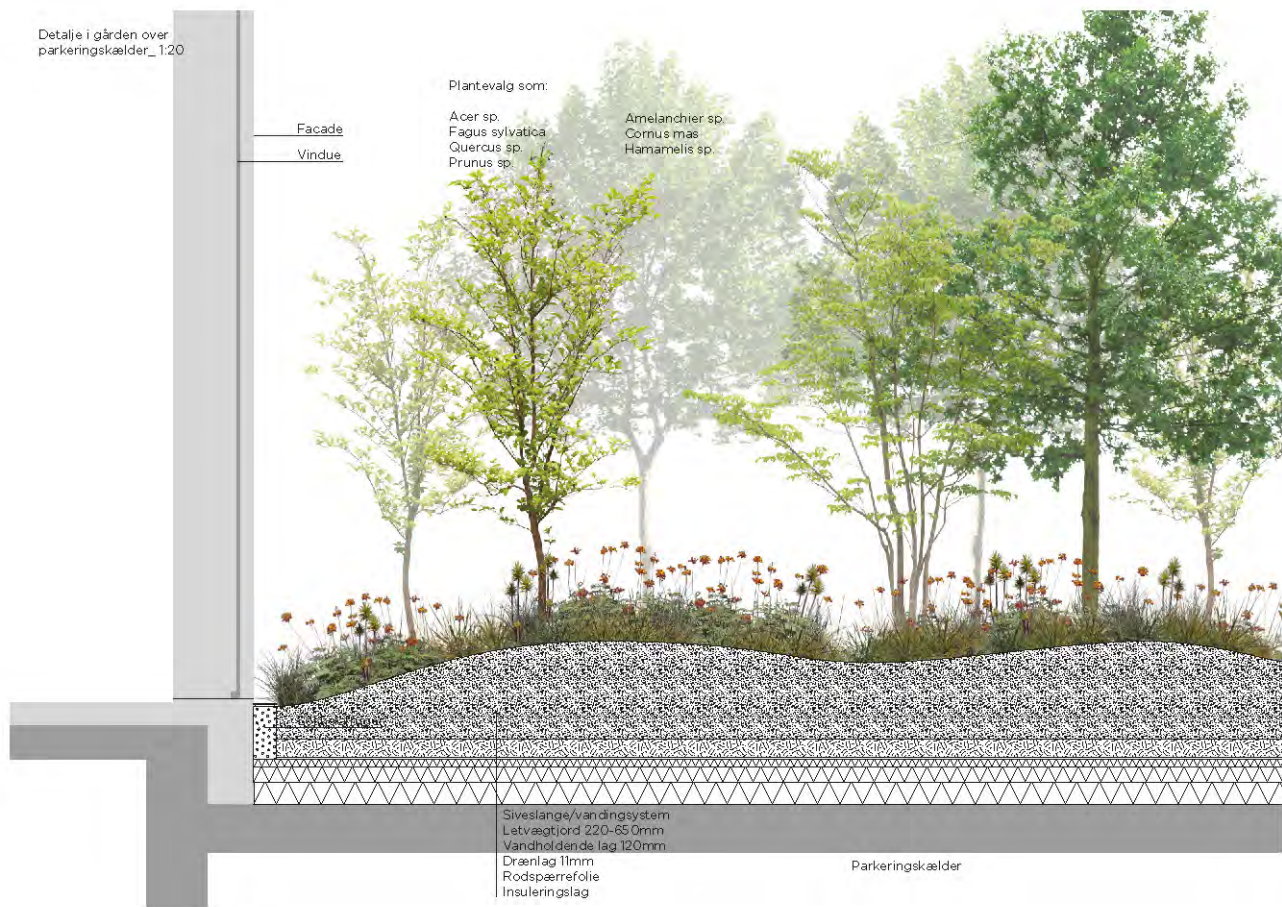 Detalje i gården over
parkeringskælder_ 1:20
Plantevalg som:
Acer sp.
Fagus sylvatica
Quercus sp.
Prunus sp.
Amelanchier sp.
Cornus mas
Hamamelis sp.
Facade
Vindue
Siveslange/vandingsystem
Letvægtjord 220-650mm
Vandholdende lag 120mm
Drænlag 11mm
Rodspærrefolie
Insuleringslag
Parkeringskælder